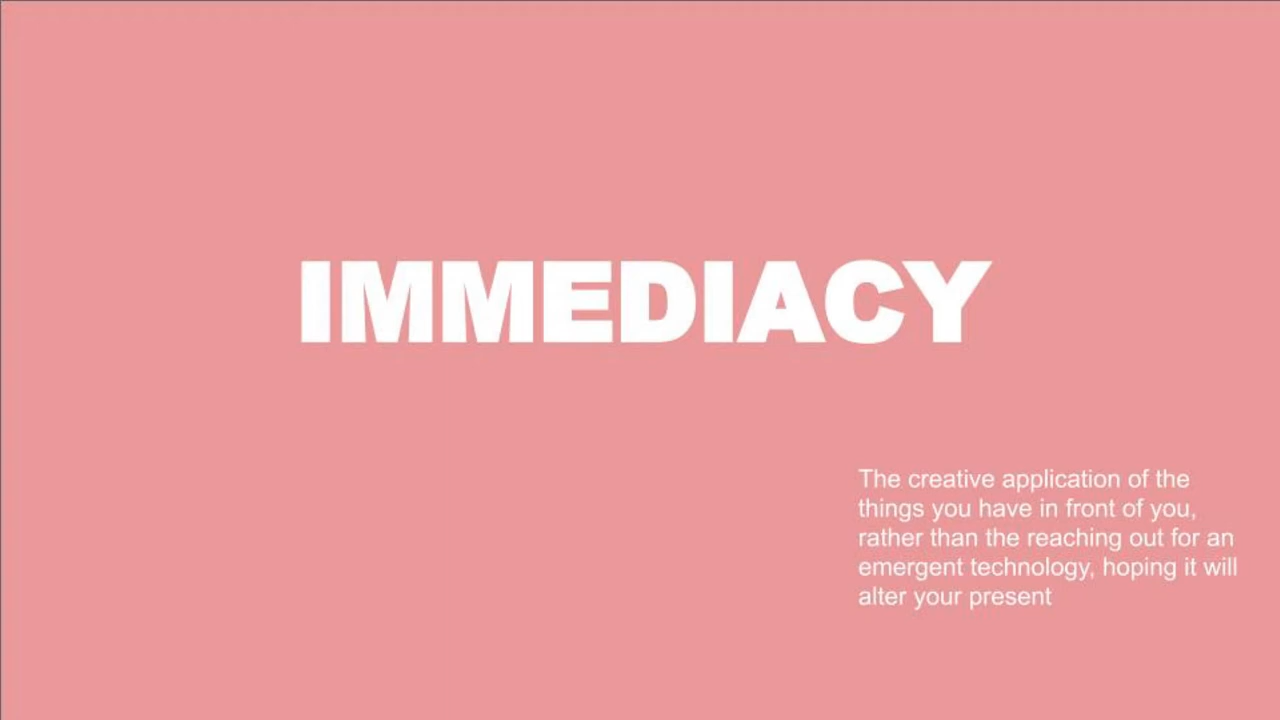 IMMEDIACY
The creative application of the
things you have in front of you,
rather than the reaching out for an
emergent technology, hoping it will
alter your present